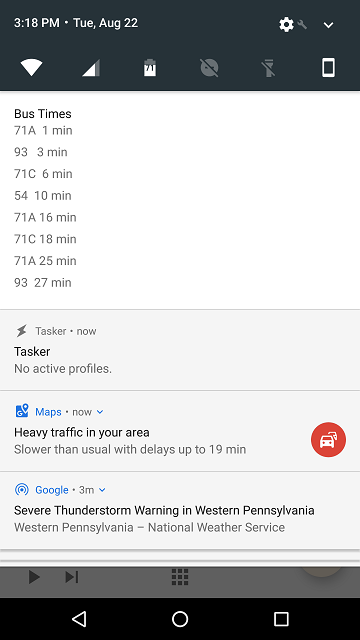 3:18 PM • Tue, Aug 22
71
Bus Times
71A 1 min
93 3 min
71C 6 min
54 10 min
71A 16 min
71C 18 min
71A 25 min
93 27 min
Tasker • now
Tasker
No active profiles.
Maps • now
Heavy traffic in your area
Slower than usual with delays up to 19 min
Google • 3m
Severe Thunderstorm Warning in Western Pennsylvania
Western Pennsylvania – National Weather Service